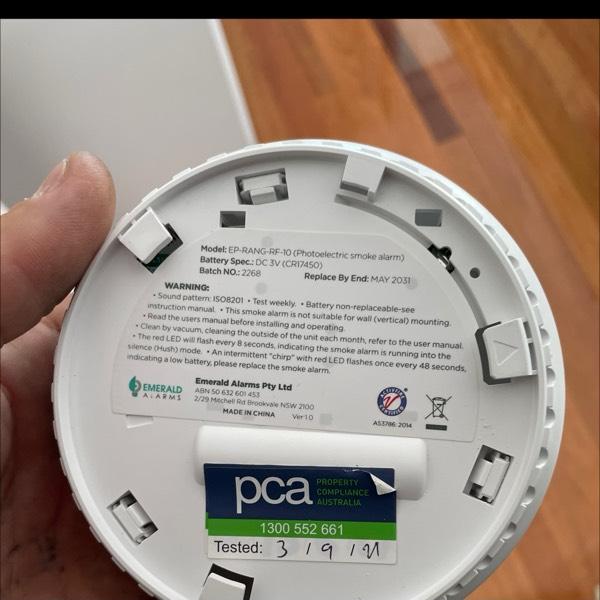 Model: EP-RANG-RF-10 (Photoelectric smoke alarm)
Battery Spec.: DC 3V (CR17450)
Batch NO.: 2268 Replace By End: MAY 2031
WARNING:
• Sound pattern: ISO8201 • Test weekly. • Battery non-replaceable-see
instruction manual. • This smoke alarm is not suitable for wall (vertical) mounting.
• Read the users manual before installing and operating.
• Clean by vacuum, cleaning the outside of the unit each month, refer to the user manual.
• The red LED will flash every 8 seconds, indicating the smoke alarm is running into the
silence (Hush) mode. • An intermittent "chirp" with red LED flashes once every 48 seconds,
indicating a low battery, please replace the smoke alarm.
EMERALD
ALARMS
Emerald Alarms Pty Ltd
ABN 50 632 601 453
2/29 Mitchell Rd Brookvale NSW 2100
MADE IN CHINA Ver1.0
AS3786: 2014
pca PROPERTY
COMPLIANCE
AUSTRALIA
1300 552 661
Tested: 3 / 9 / 21